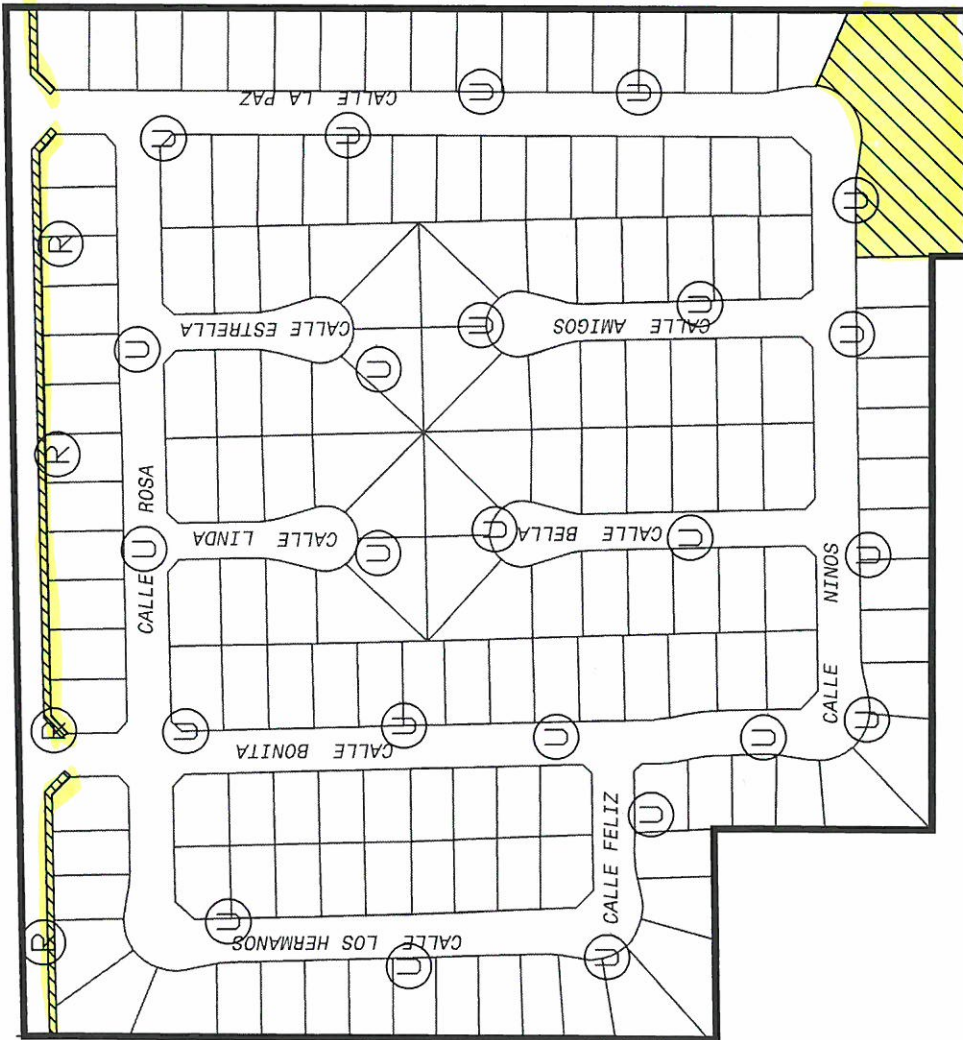 CALLE LA PAZ
U
U
U
U
U
R
CALLE ESTRELLA
U
CALLE AMIGOS
U
U
U
U
R
CALLE ROSA
U
CALLE LINDA
U
CALLE BELLA
U
U
U
CALLE NINOS
R
U
CALLE BONITA
U
U
U
U
CALLE FELIZ
U
R
U
CALLE LOS HERMANOS
U
U